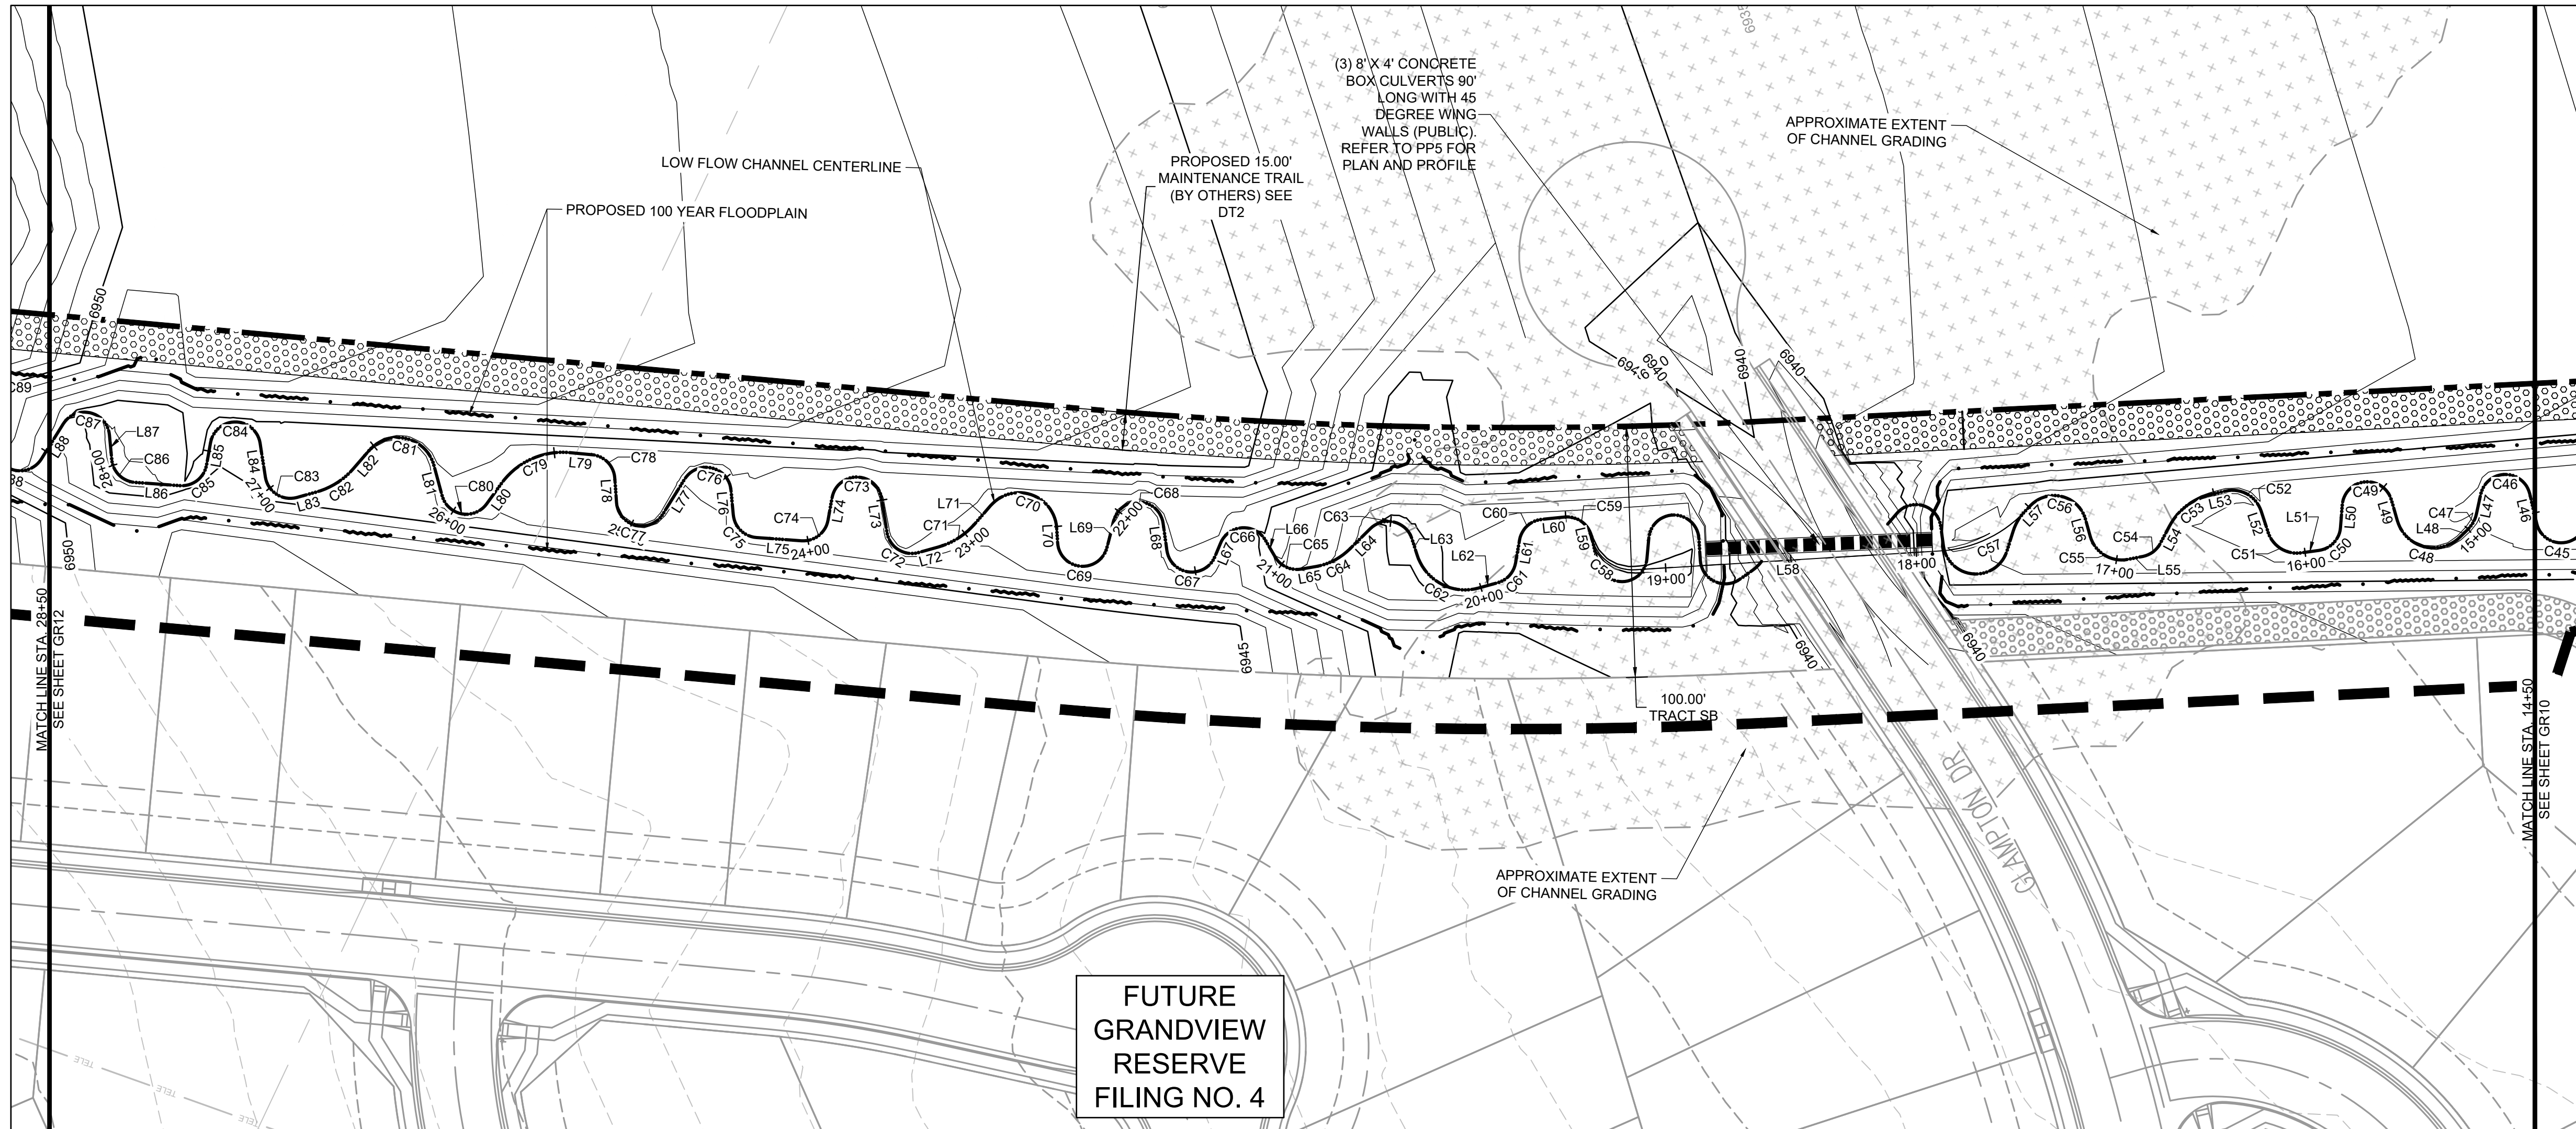 (3) 8' X 4' CONCRETE
BOX CULVERTS 90'
LONG WITH 45
DEGREE WING
WALLS (PUBLIC).
REFER TO PP5 FOR
PLAN AND PROFILE
APPROXIMATE EXTENT
OF CHANNEL GRADING
LOW FLOW CHANNEL CENTERLINE
PROPOSED 15.00'
MAINTENANCE TRAIL
(BY OTHERS) SEE
DT2
PROPOSED 100 YEAR FLOODPLAIN
6950
6940
6940
6940
C89
C87
L87
L88
C86
28+00
L86
C85
L85
C84
L84
27+00
C83
L83
C82
L82
C81
L81
26+00
C80
L80
C79
L79
C78
L78
C77
L77
C76
L76
C75
L75
C74
24+00
L74
C73
L73
C72
L72
C71
L71
23+00
C70
L70
L69
C69
22+00
C68
L68
C67
L67
C66
L66
21+00
C65
L65
C64
L64
C63
L63
L62
C62
20+00
C61
L61
C60
L60
C59
L59
C58
19+00
L58
18+00
C57
L57
C56
L56
C55
17+00
L55
C54
L54
C53
L53
C52
L52
L51
C51
16+00
C50
L50
C49
L49
C48
L48
C47
15+00
L47
C46
L46
C45
6950
6945
6940
6940
MATCH LINE STA. 28+50
SEE SHEET GR12
MATCH LINE STA. 14+50
SEE SHEET GR10
100.00'
TRACT SB
GLAMPTON DR
APPROXIMATE EXTENT
OF CHANNEL GRADING
FUTURE
GRANDVIEW
RESERVE
FILING NO. 4
TELE
TELE
TELE